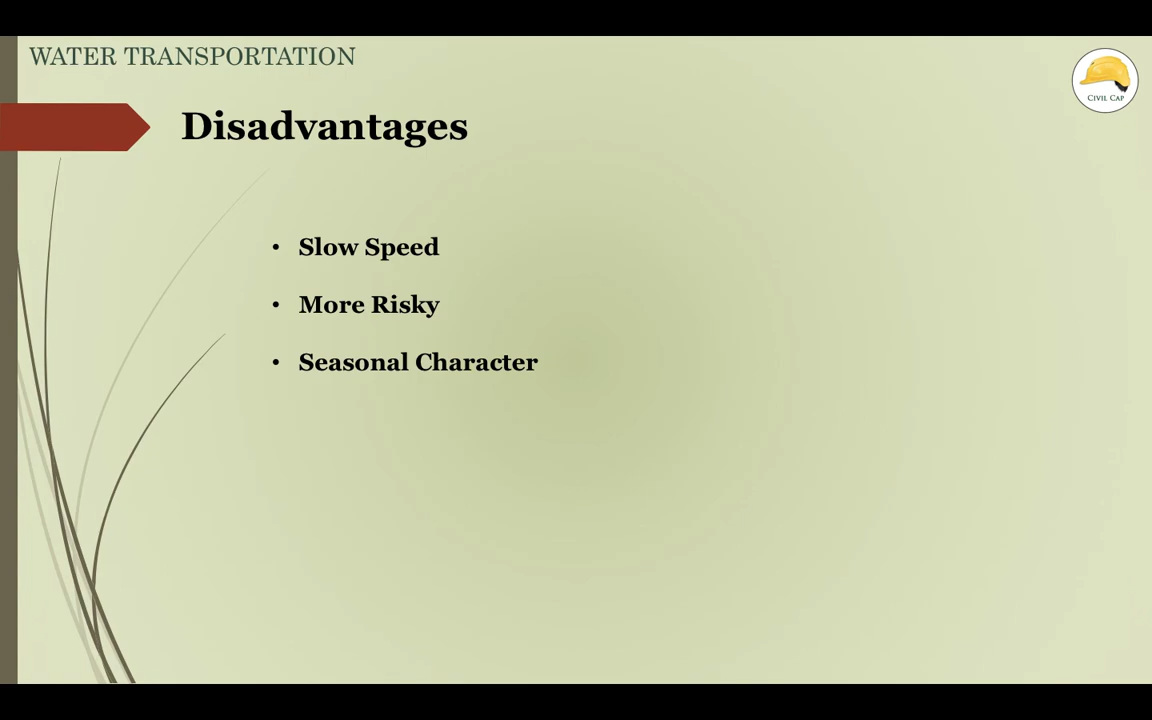 WATER TRANSPORTATION
CIVIL CAP
Disadvantages
• Slow Speed
• More Risky
• Seasonal Character